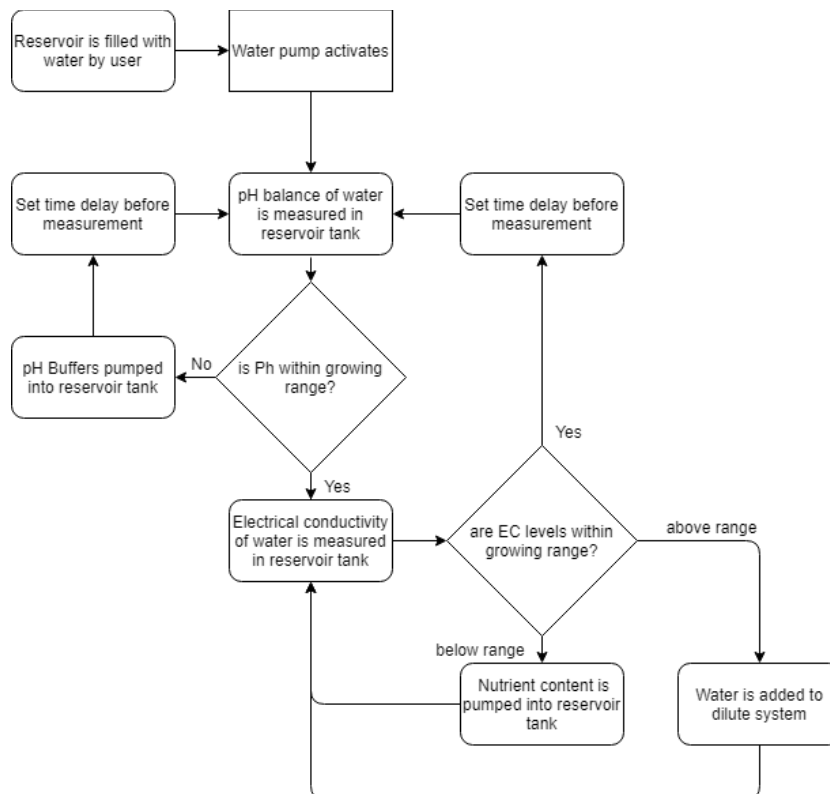 Reservoir is filled with
water by user
Water pump activates
Set time delay before
measurement
pH balance of water
is measured in
reservoir tank
Set time delay before
measurement
pH Buffers pumped
into reservoir tank
No
is Ph within growing
range?
Yes
Yes
Electrical conductivity
of water is measured
in reservoir tank
are EC levels within
growing range?
above range
below range
Nutrient content is
pumped into reservoir
tank
Water is added to
dilute system